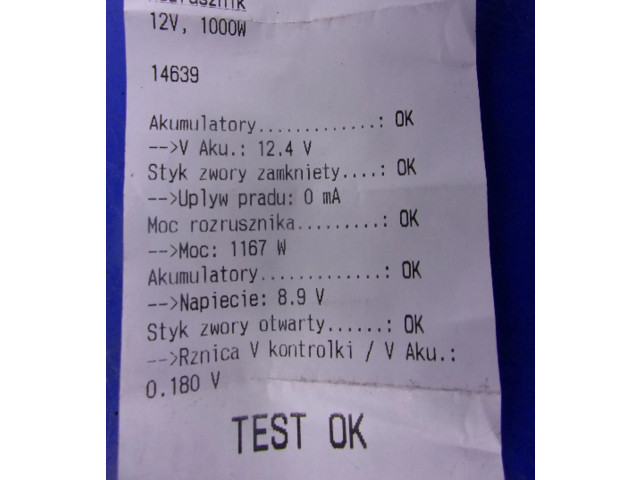 Rozrusznik
12V, 1000W
14639
Akumulatory.............: OK
-->V Aku.: 12.4 V
Styk zwory zamkniety....: OK
-->Uplyw pradu: 0 mA
Moc rozrusznika.........: OK
-->Moc: 1167 W
Akumulatory.............: OK
-->Napiecie: 8.9 V
Styk zwory otwarty......: OK
-->Rznica V kontrolki / V Aku.:
0.180 V
TEST OK